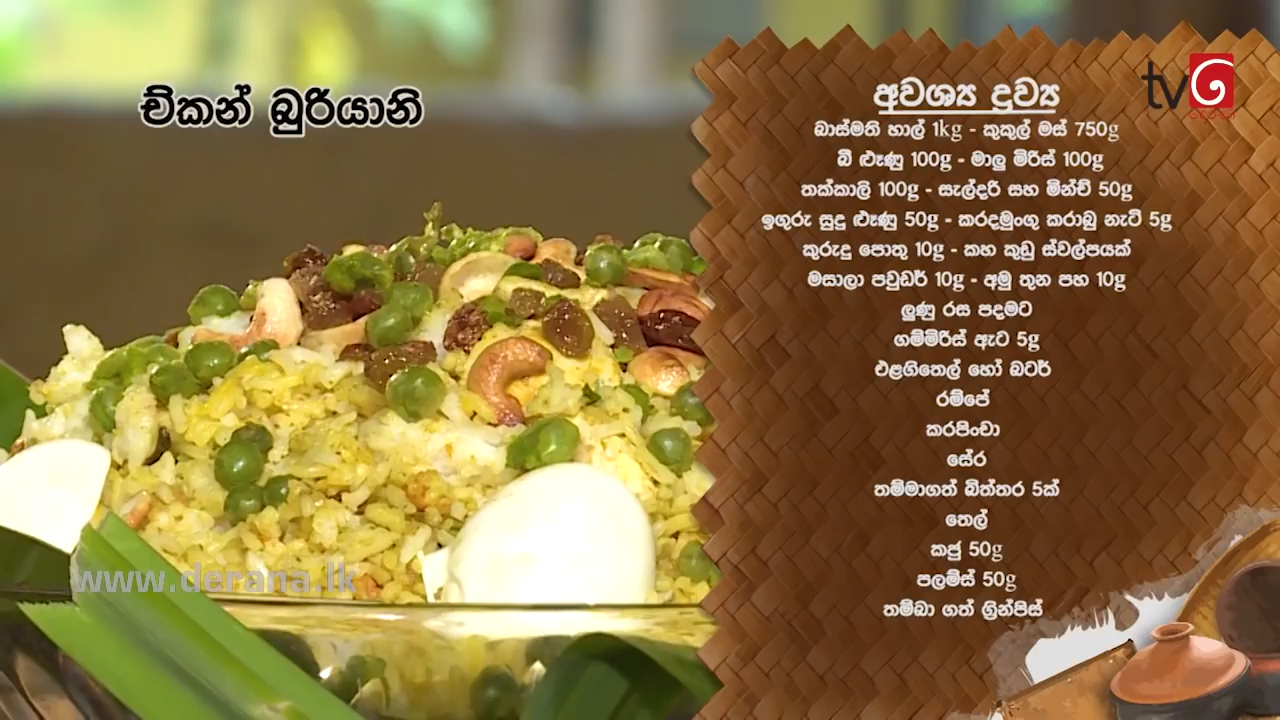 චිකන් බුරියානි
අවශ්‍ය ද්‍රව්‍ය
බාස්මති හාල් 1kg - කුකුල් මස් 750g
බී ළූණු 100g - මාලු මිරිස් 100g
තක්කාලි 100g - සැල්දරි සහ මින්ච් 50g
ඉගුරු සුදු ළූණු 50g - කරදමුංගු කරාබු නැටි 5g
කුරුදු පොතු 10g - කහ කුඩු ස්වල්පයක්
මසාලා පවුඩර් 10g - අමු තුන පහ 10g
ලුණු රස පදමට
ගම්මිරිස් ඇට 5g
එළගිතෙල් හෝ බටර්
රම්පේ
කරපිංචා
සේර
තම්මාගත් බිත්තර 5ක්
තෙල්
කජු 50g
පලම්ස් 50g
තම්බා ගත් ග්‍රින්පිස්
tv
දෙරණ
www.derana.lk